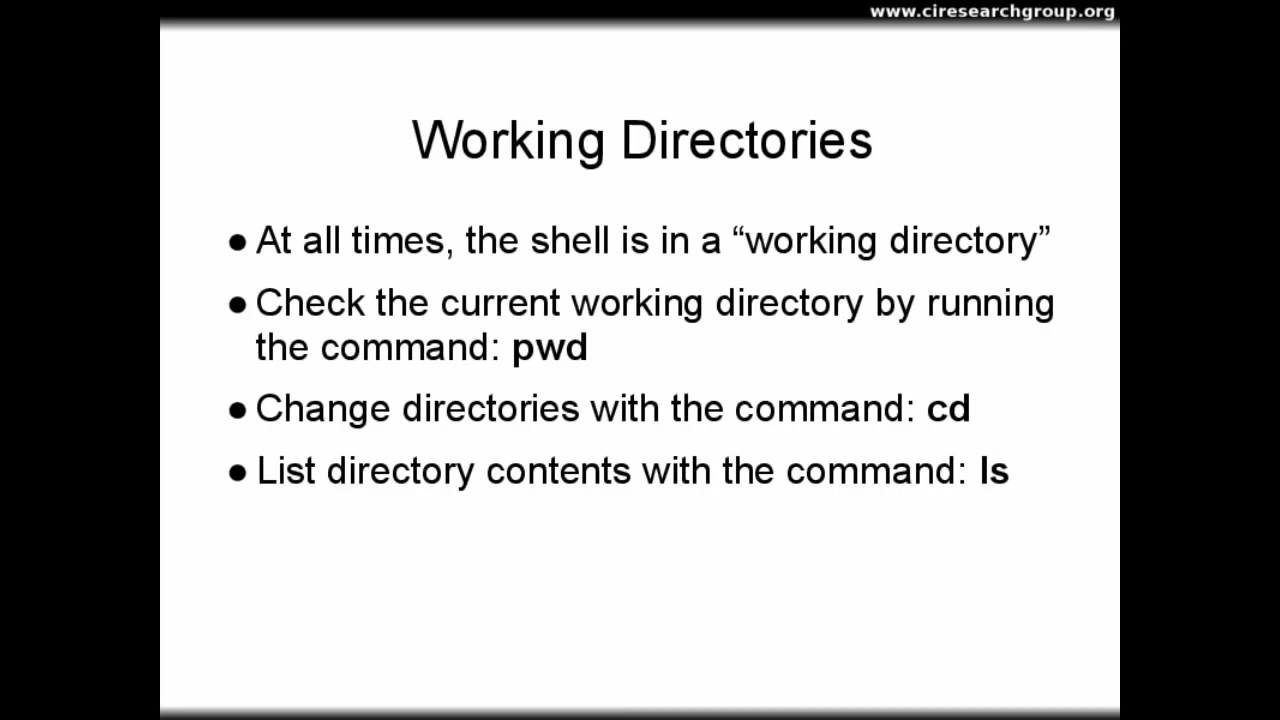 www.ciresearchgroup.org
Working Directories
● At all times, the shell is in a “working directory”
● Check the current working directory by running
the command: pwd
● Change directories with the command: cd
● List directory contents with the command: ls